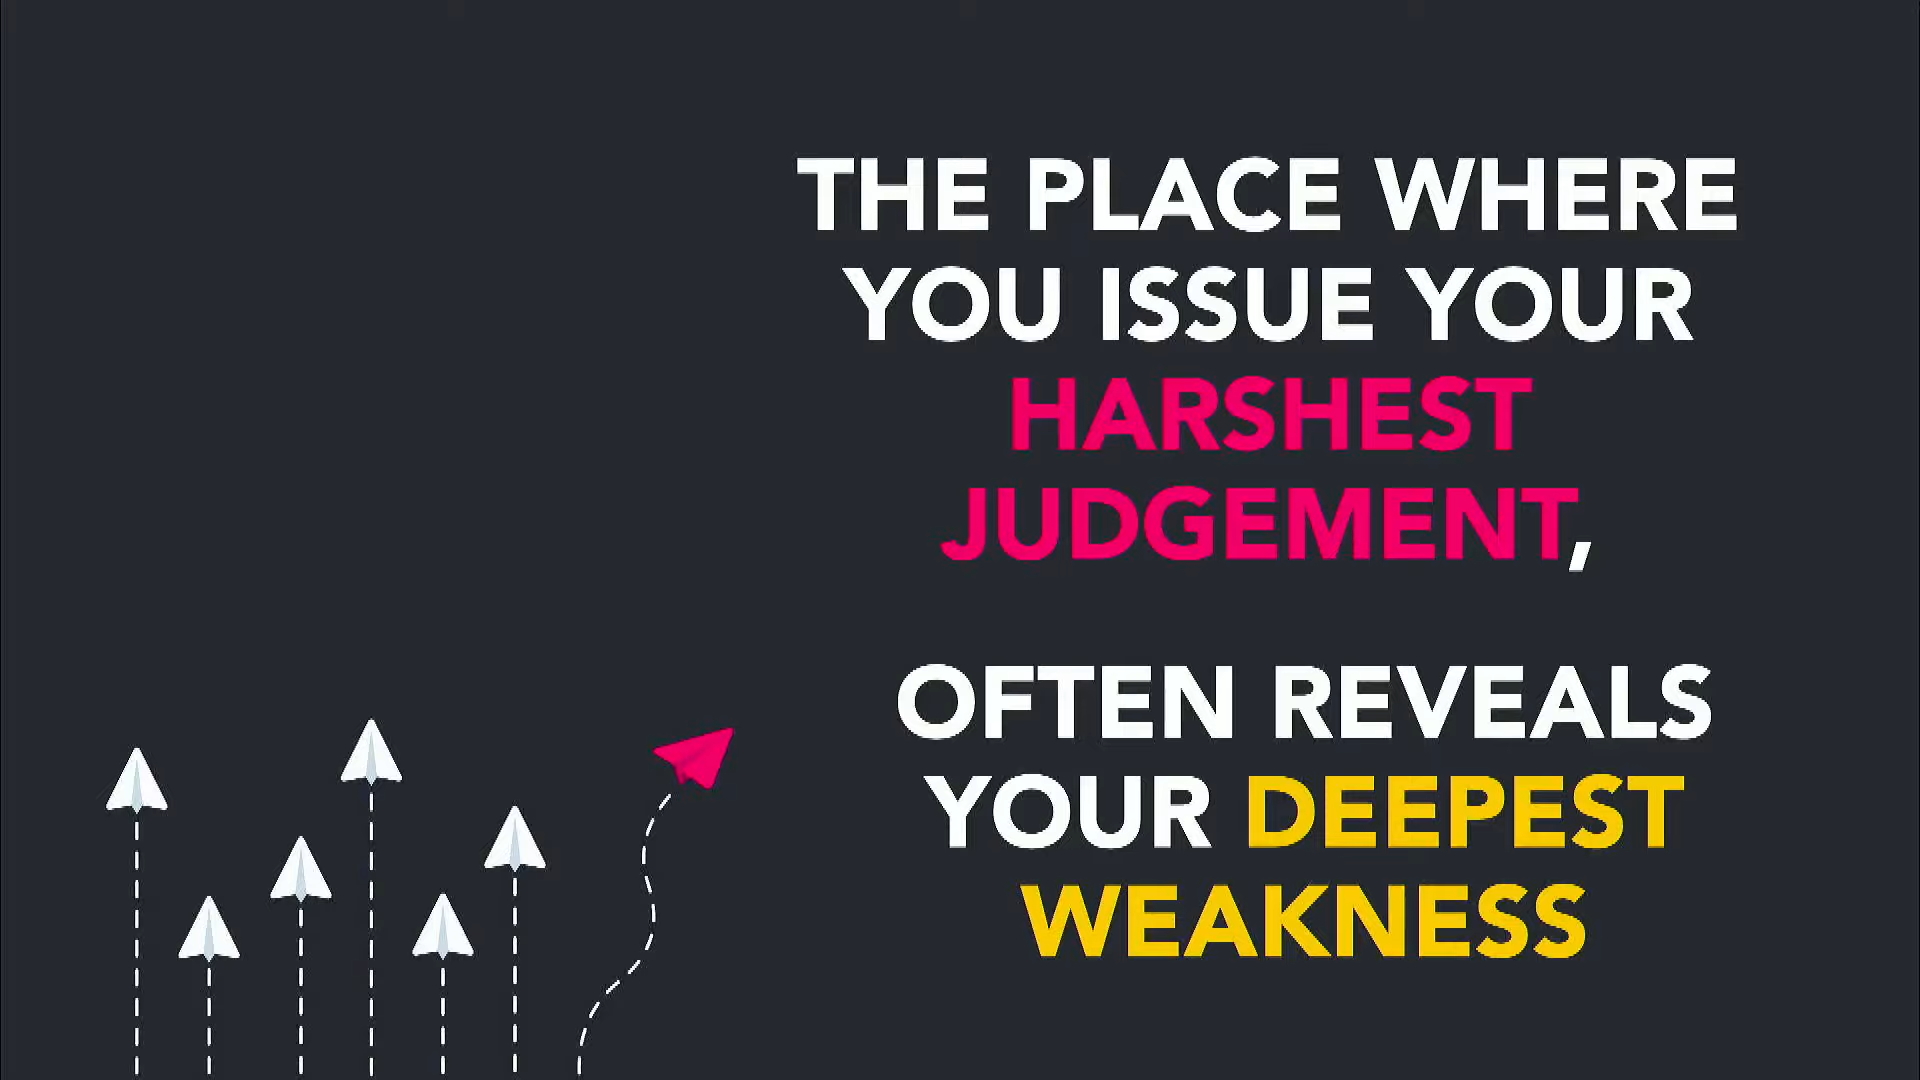 THE PLACE WHERE
YOU ISSUE YOUR
HARSHEST
JUDGEMENT,
OFTEN REVEALS
YOUR DEEPEST
WEAKNESS